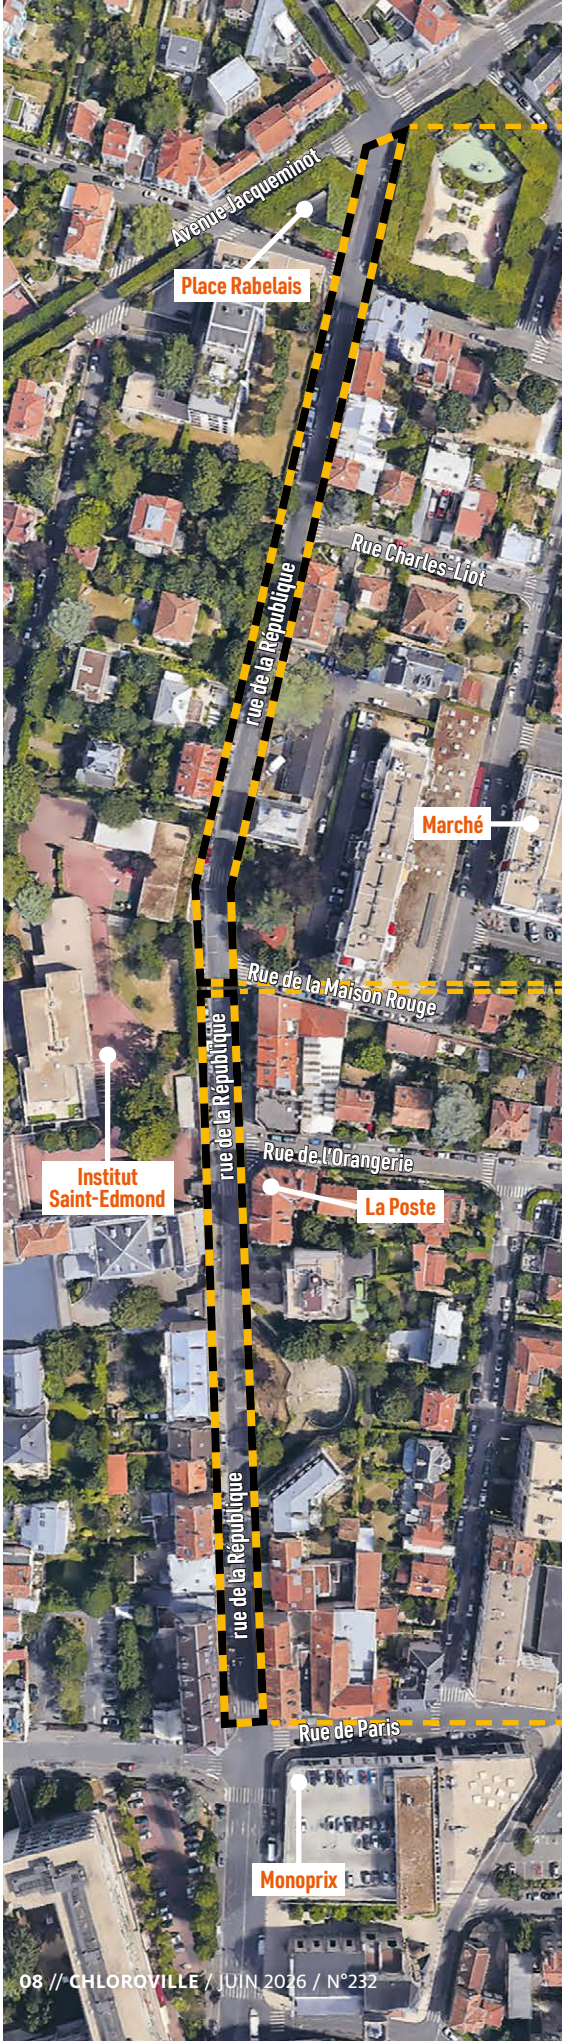 Avenue Jacqueminot
Place Rabelais
Rue Charles-Liot
rue de la République
Marché
Rue de la Maison Rouge
rue de la République
Institut
Saint-Edmond
Rue de l'Orangerie
La Poste
rue de la République
Rue de Paris
Monoprix
08 // CHLOROVILLE / JUIN 2026 / N°232